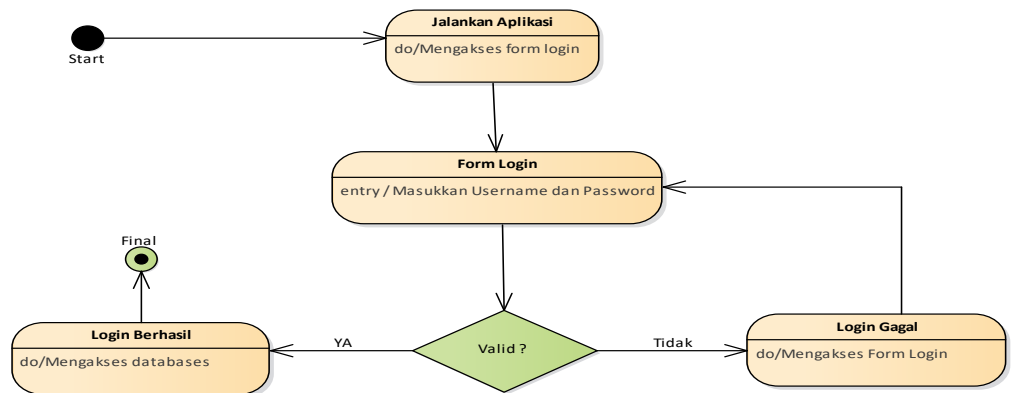 Jalankan Aplikasi
do/Mengakses form login
Start
Form Login
entry / Masukkan Username dan Password
Final
Login Berhasil
do/Mengakses databases
YA
Valid ?
Tidak
Login Gagal
do/Mengakses Form Login